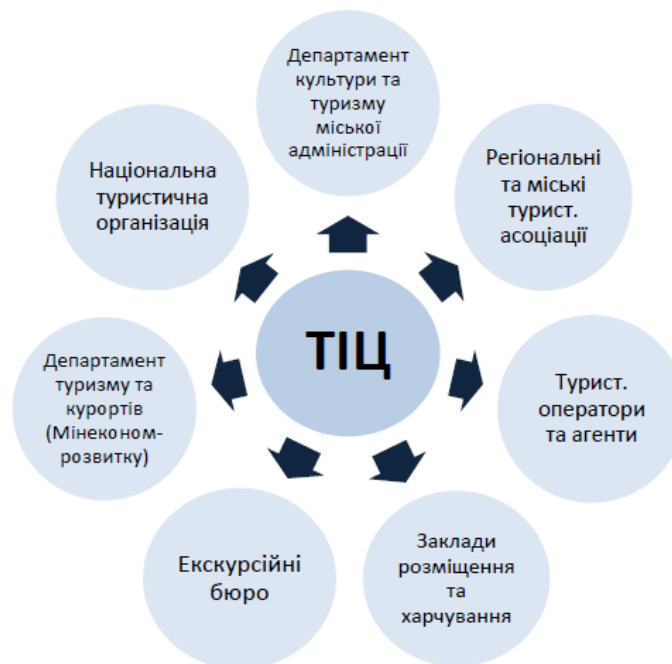 Департамент
культури та
туризму
міської
адміністрації
Національна
туристична
організація
Регіональні
та міські
турист.
асоціації
ТІЦ
Департамент
туризму та
курортів
(Мінеконом-
розвитку)
Турист.
оператори
та агенти
Екскурсійні
бюро
Заклади
розміщення
та
харчування